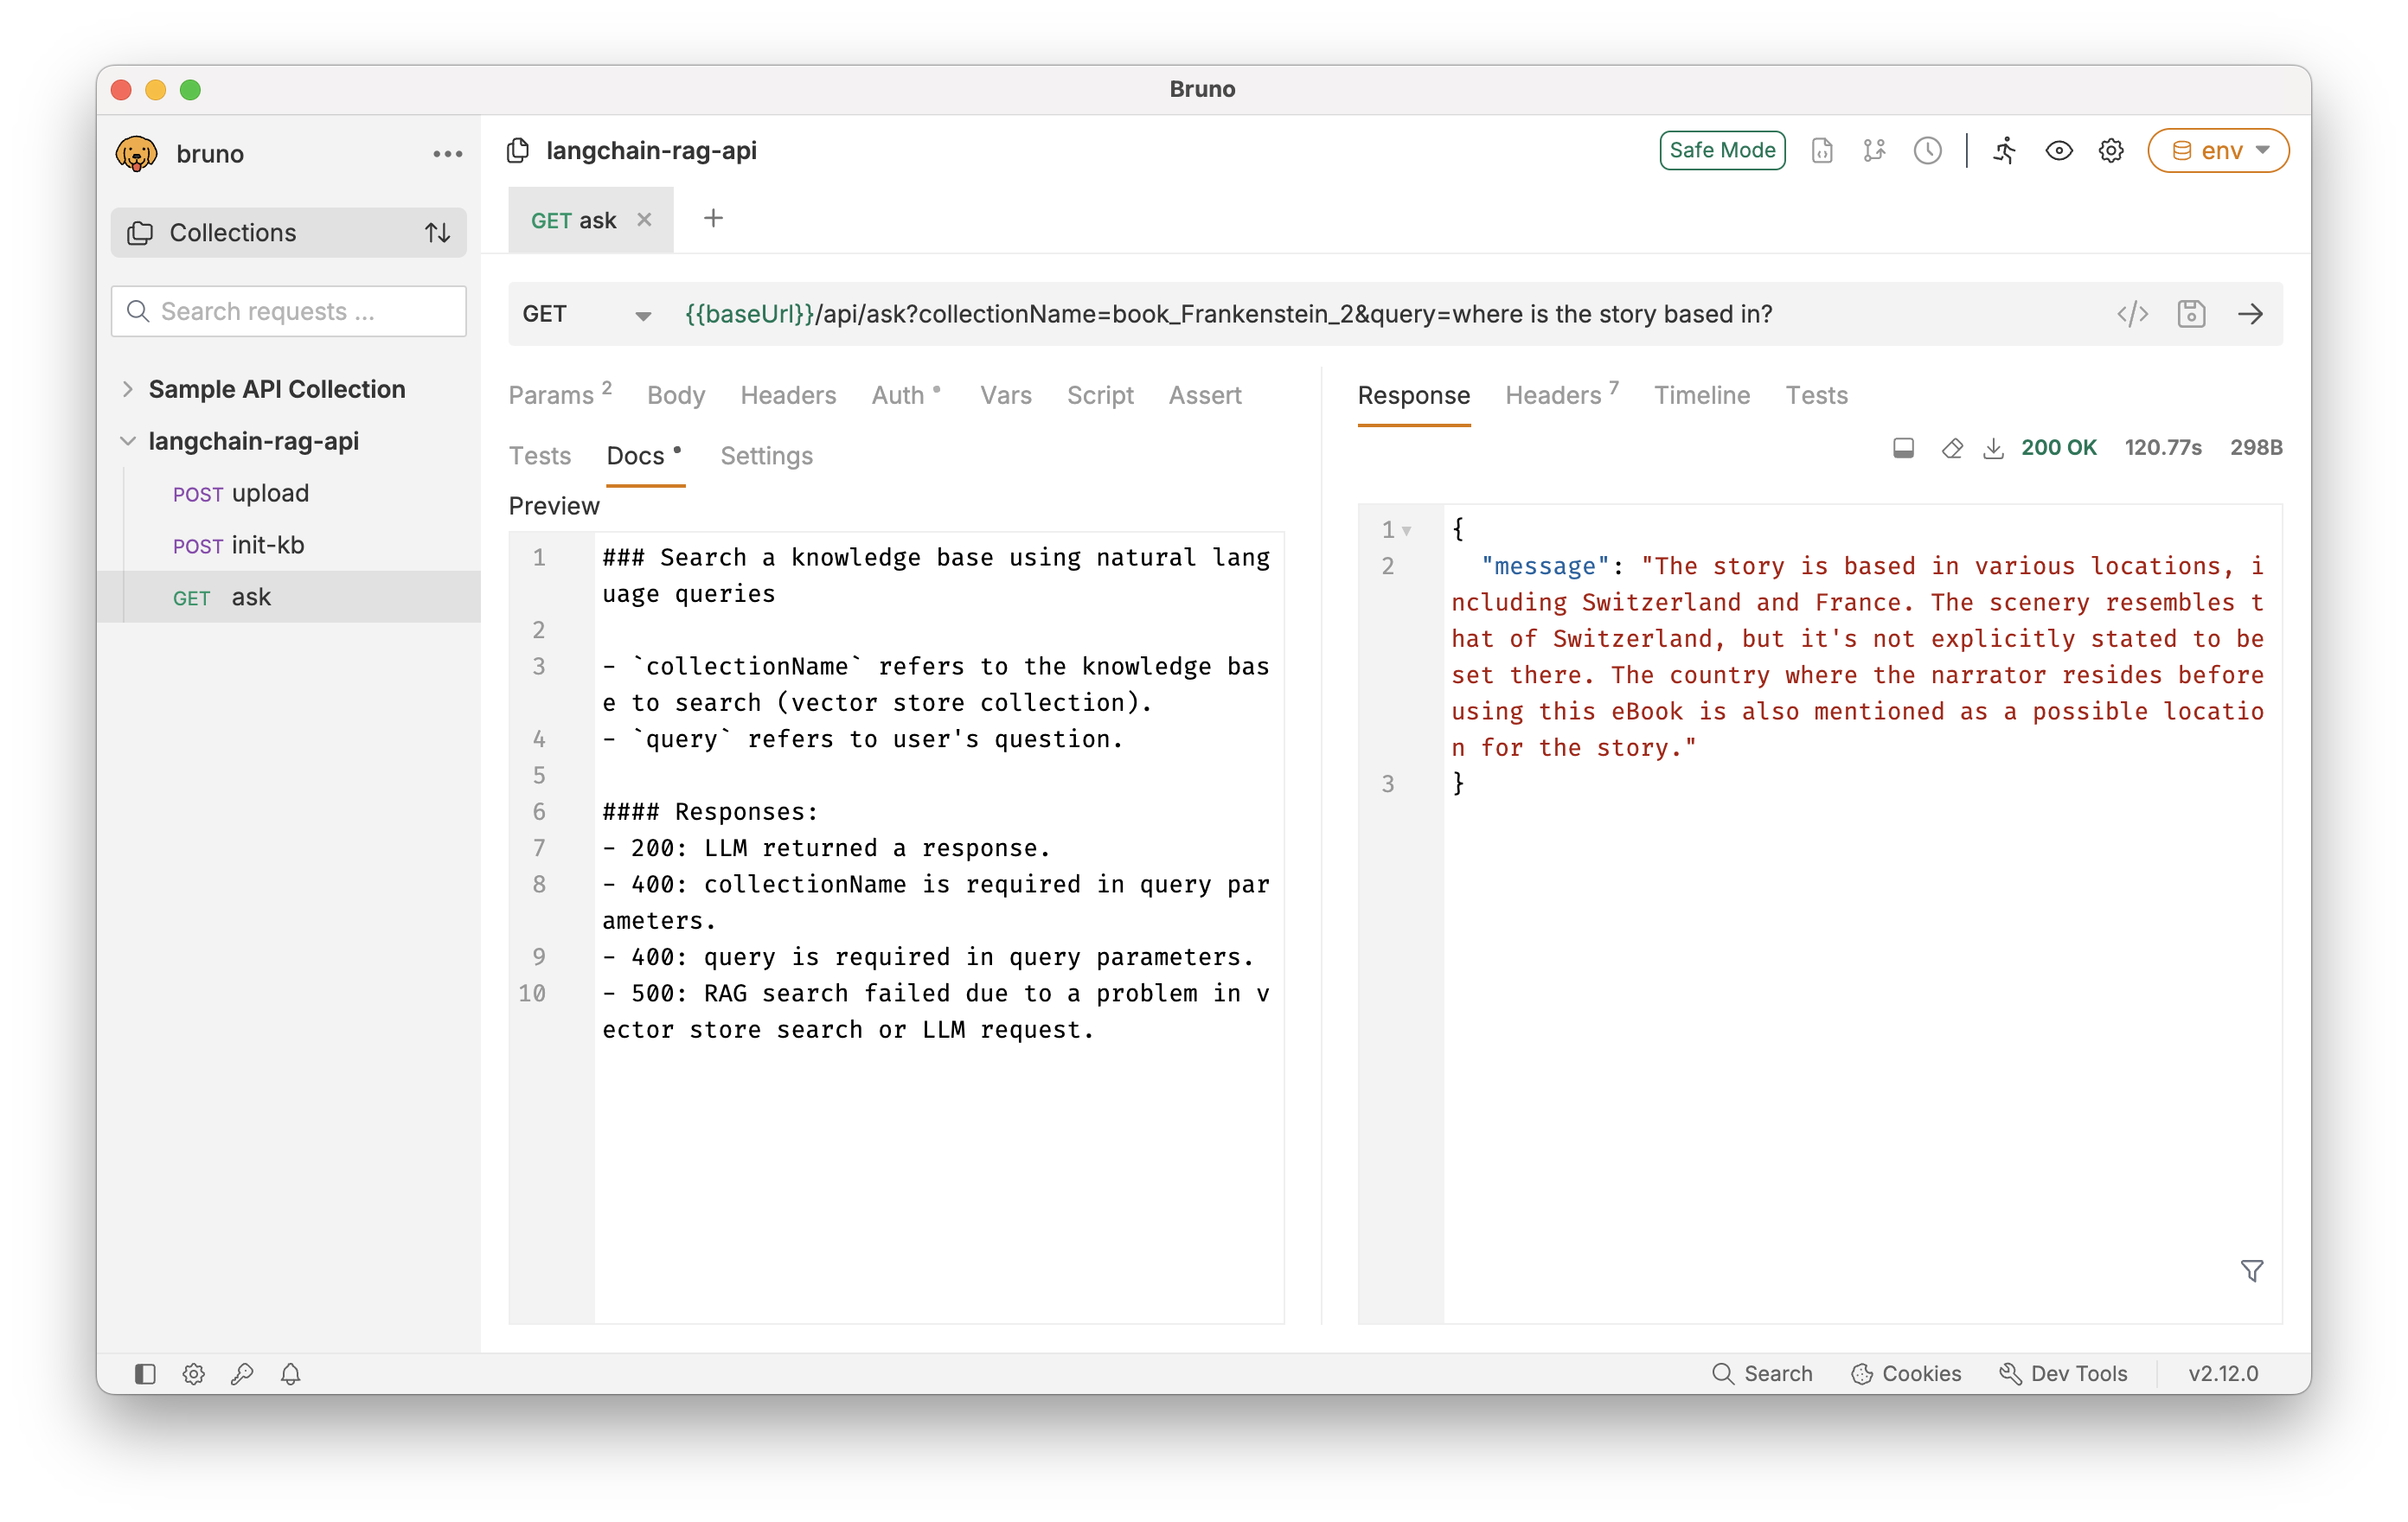 Bruno
bruno
Collections
Search requests ...
Sample API Collection
langchain-rag-api
POST upload
POST init-kb
GET ask
langchain-rag-api
Safe Mode
env
GET ask
GET
{{baseUrl}}/api/ask?collectionName=book_Frankenstein_2&query=where is the story based in?
Params 2 Body Headers Auth Vars Script Assert
Tests Docs Settings
Preview
1 ### Search a knowledge base using natural lang
uage queries
2
3 - `collectionName` refers to the knowledge bas
e to search (vector store collection).
4 - `query` refers to user's question.
5
6 #### Responses:
7 - 200: LLM returned a response.
8 - 400: collectionName is required in query par
ameters.
9 - 400: query is required in query parameters.
10 - 500: RAG search failed due to a problem in v
ector store search or LLM request.
Response Headers 7 Timeline Tests
200 OK 120.77s 298B
1 {
2 "message": "The story is based in various locations, i
ncluding Switzerland and France. The scenery resembles t
hat of Switzerland, but it's not explicitly stated to be
set there. The country where the narrator resides before
using this eBook is also mentioned as a possible locatio
n for the story."
3 }
Search Cookies Dev Tools v2.12.0